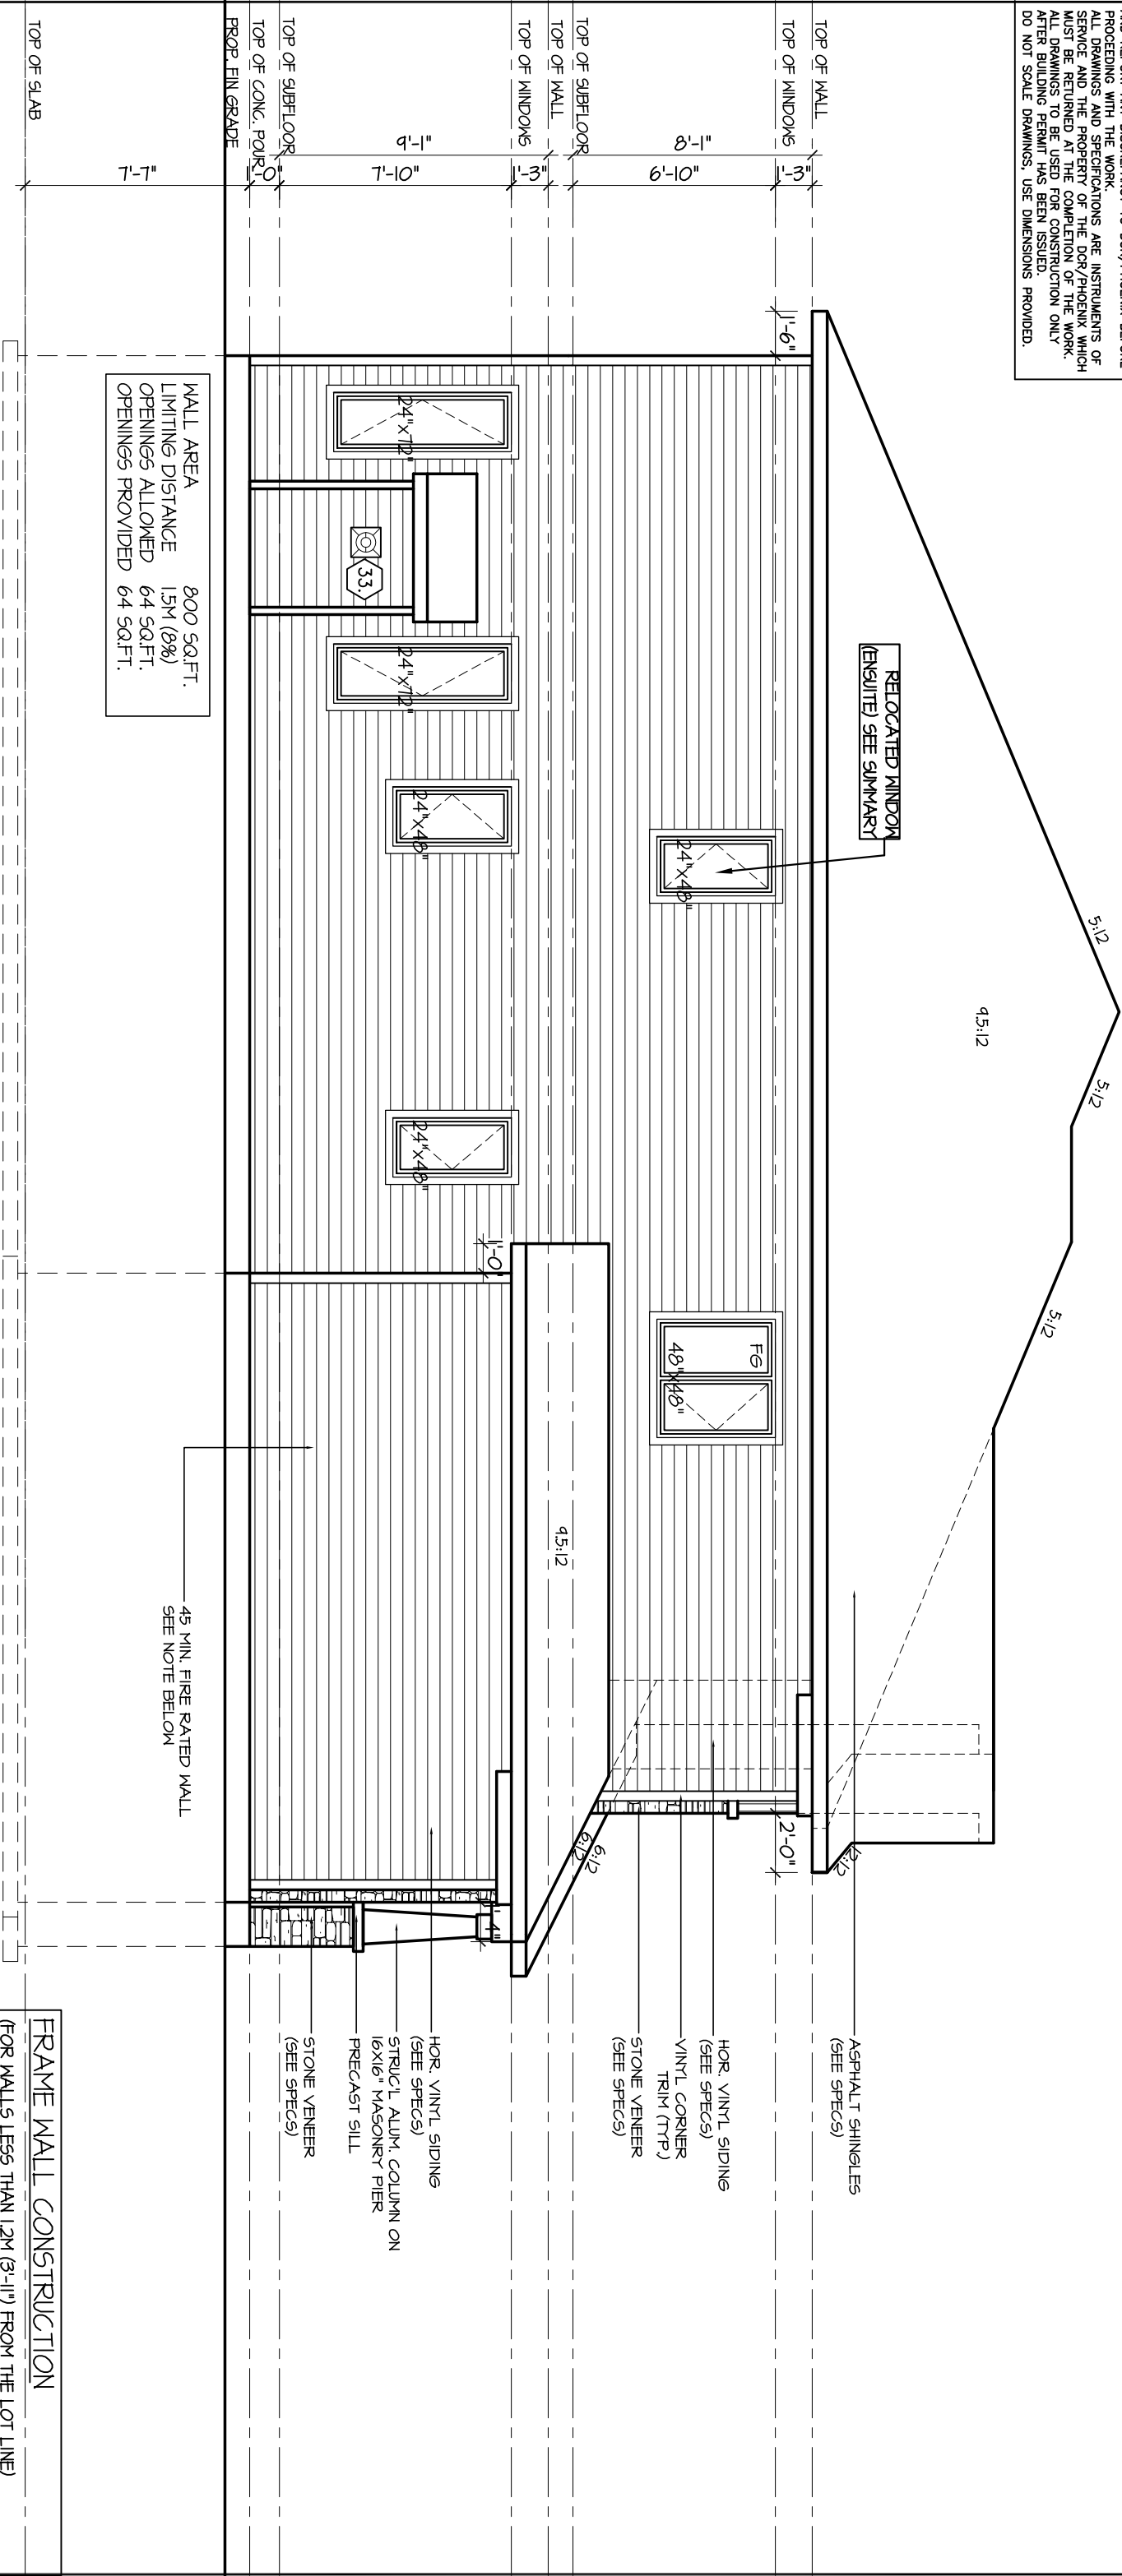 PROCEEDING WITH THE WORK.
ALL DRAWINGS AND SPECIFICATIONS ARE INSTRUMENTS OF
SERVICE AND THE PROPERTY OF THE DCR/PHOENIX WHICH
MUST BE RETURNED AT THE COMPLETION OF THE WORK.
ALL DRAWINGS TO BE USED FOR CONSTRUCTION ONLY
AFTER BUILDING PERMIT HAS BEEN ISSUED.
DO NOT SCALE DRAWINGS, USE DIMENSIONS PROVIDED.
5:12
5:12
5:12
9.5:12
12:12
RELOCATED WINDOW
(ENSUITE) SEE SUMMARY
ASPHALT SHINGLES
(SEE SPECS)
TOP OF WALL
TOP OF WINDOWS
TOP OF SUBFLOOR
TOP OF WALL
TOP OF WINDOWS
TOP OF SUBFLOOR
TOP OF CONC. POUR
PROP. FIN GRADE
TOP OF SLAB
8'-1"
1'-3"
6'-10"
9'-1"
1'-3"
7'-10"
1'-0"
7'-7"
1'-6"
2'-0"
24"x48"
FG
48"x48"
HOR. VINYL SIDING
(SEE SPECS)
VINYL CORNER
TRIM (TYP.)
STONE VENEER
(SEE SPECS)
9.5:12
6:12
6:12
1'-0"
24"x72"
33.
24"x72"
24"x48"
24"x48"
HOR. VINYL SIDING
(SEE SPECS)
STRUC'L ALUM. COLUMN ON
16X16" MASONRY PIER
PRECAST SILL
STONE VENEER
(SEE SPECS)
45 MIN. FIRE RATED WALL
SEE NOTE BELOW
WALL AREA 800 SQ.FT.
LIMITING DISTANCE 1.5M (8%)
OPENINGS ALLOWED 64 SQ.FT.
OPENINGS PROVIDED 64 SQ.FT.
FRAME WALL CONSTRUCTION
(FOR WALLS LESS THAN 1.2M (3'-11") FROM THE LOT LINE)